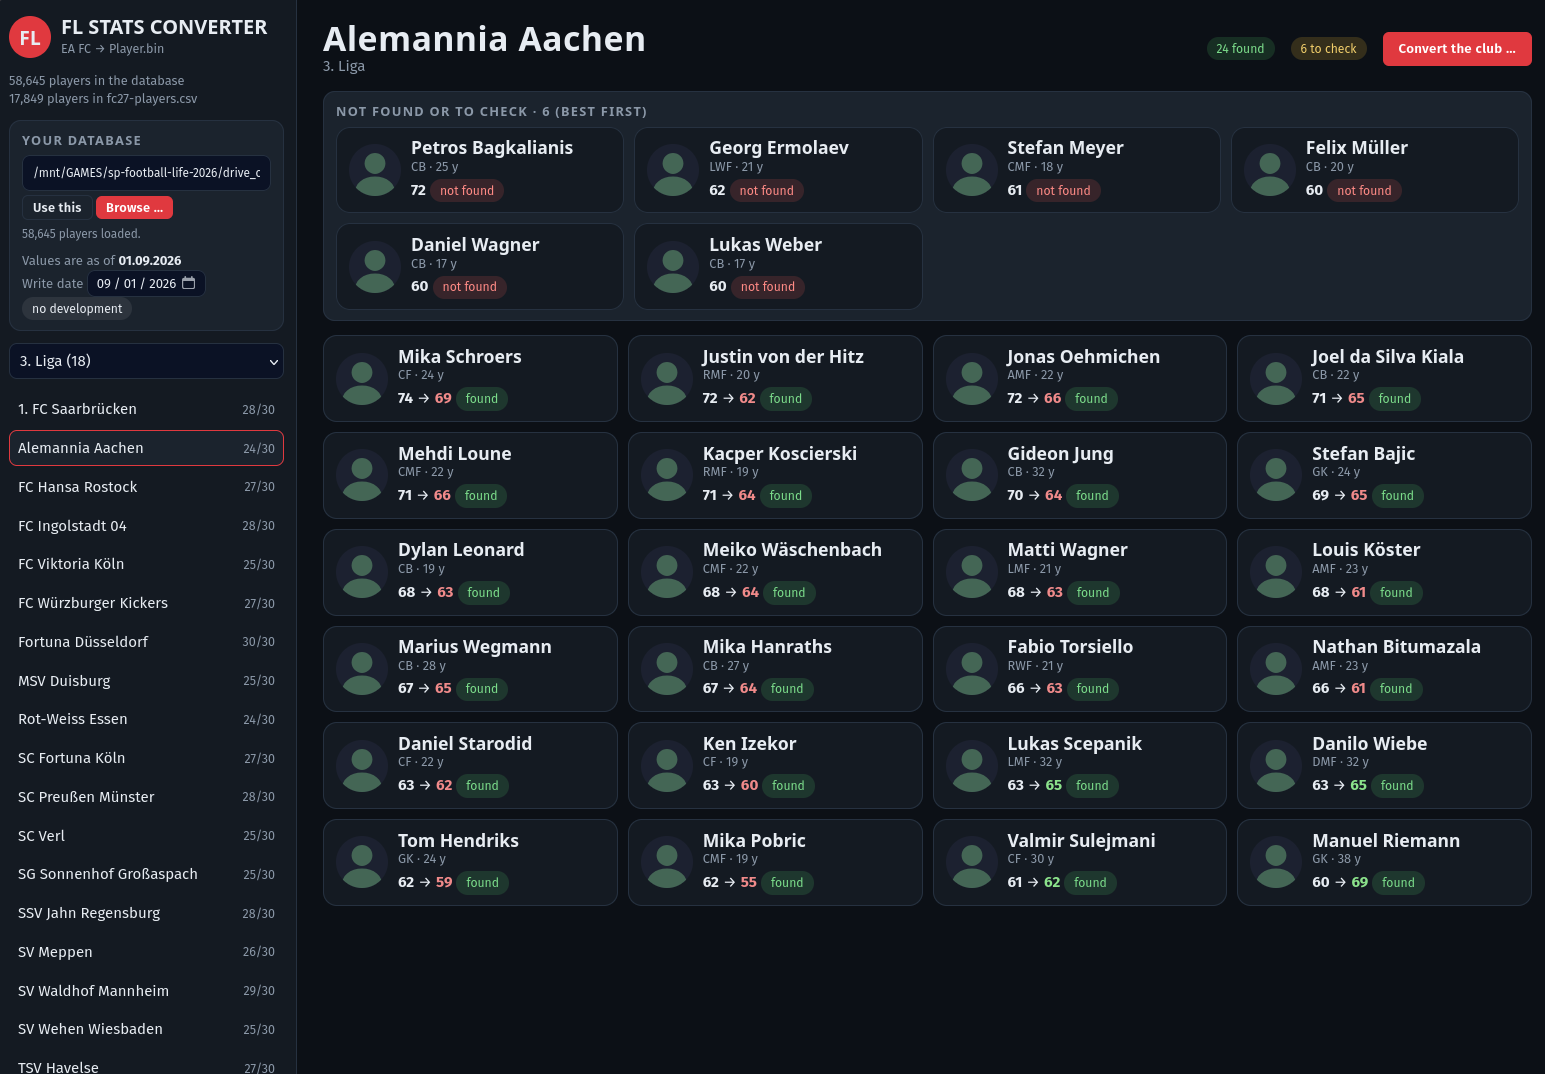 FL
FL STATS CONVERTER
EA FC → Player.bin
58,645 players in the database
17,849 players in fc27-players.csv
YOUR DATABASE
/mnt/GAMES/sp-football-life-2026/drive_c
Use this
Browse ...
58,645 players loaded.
Values are as of 01.09.2026
Write date 09 / 01 / 2026
no development
3. Liga (18)
1. FC Saarbrücken 28/30
Alemannia Aachen 24/30
FC Hansa Rostock 27/30
FC Ingolstadt 04 28/30
FC Viktoria Köln 25/30
FC Würzburger Kickers 27/30
Fortuna Düsseldorf 30/30
MSV Duisburg 25/30
Rot-Weiss Essen 24/30
SC Fortuna Köln 27/30
SC Preußen Münster 28/30
SC Verl 25/30
SG Sonnenhof Großaspach 25/30
SSV Jahn Regensburg 28/30
SV Meppen 26/30
SV Waldhof Mannheim 29/30
SV Wehen Wiesbaden 25/30
TSV Havelse 27/30
Alemannia Aachen
3. Liga
24 found
6 to check
Convert the club ...
NOT FOUND OR TO CHECK · 6 (BEST FIRST)
Petros Bagkalianis
CB · 25 y
72 not found
Georg Ermolaev
LWF · 21 y
62 not found
Stefan Meyer
CMF · 18 y
61 not found
Felix Müller
CB · 20 y
60 not found
Daniel Wagner
CB · 17 y
60 not found
Lukas Weber
CB · 17 y
60 not found
Mika Schroers
CF · 24 y
74 → 69 found
Justin von der Hitz
RMF · 20 y
72 → 62 found
Jonas Oehmichen
AMF · 22 y
72 → 66 found
Joel da Silva Kiala
CB · 22 y
71 → 65 found
Mehdi Loune
CMF · 22 y
71 → 66 found
Kacper Koscierski
RMF · 19 y
71 → 64 found
Gideon Jung
CB · 32 y
70 → 64 found
Stefan Bajic
GK · 24 y
69 → 65 found
Dylan Leonard
CB · 19 y
68 → 63 found
Meiko Wäschenbach
CMF · 22 y
68 → 64 found
Matti Wagner
LMF · 21 y
68 → 63 found
Louis Köster
AMF · 23 y
68 → 61 found
Marius Wegmann
CB · 28 y
67 → 65 found
Mika Hanraths
CB · 27 y
67 → 64 found
Fabio Torsiello
RWF · 21 y
66 → 63 found
Nathan Bitumazala
AMF · 23 y
66 → 61 found
Daniel Starodid
CF · 22 y
63 → 62 found
Ken Izekor
CF · 19 y
63 → 60 found
Lukas Scepanik
LMF · 32 y
63 → 65 found
Danilo Wiebe
DMF · 32 y
63 → 65 found
Tom Hendriks
GK · 24 y
62 → 59 found
Mika Pobric
CMF · 19 y
62 → 55 found
Valmir Sulejmani
CF · 30 y
61 → 62 found
Manuel Riemann
GK · 38 y
60 → 69 found